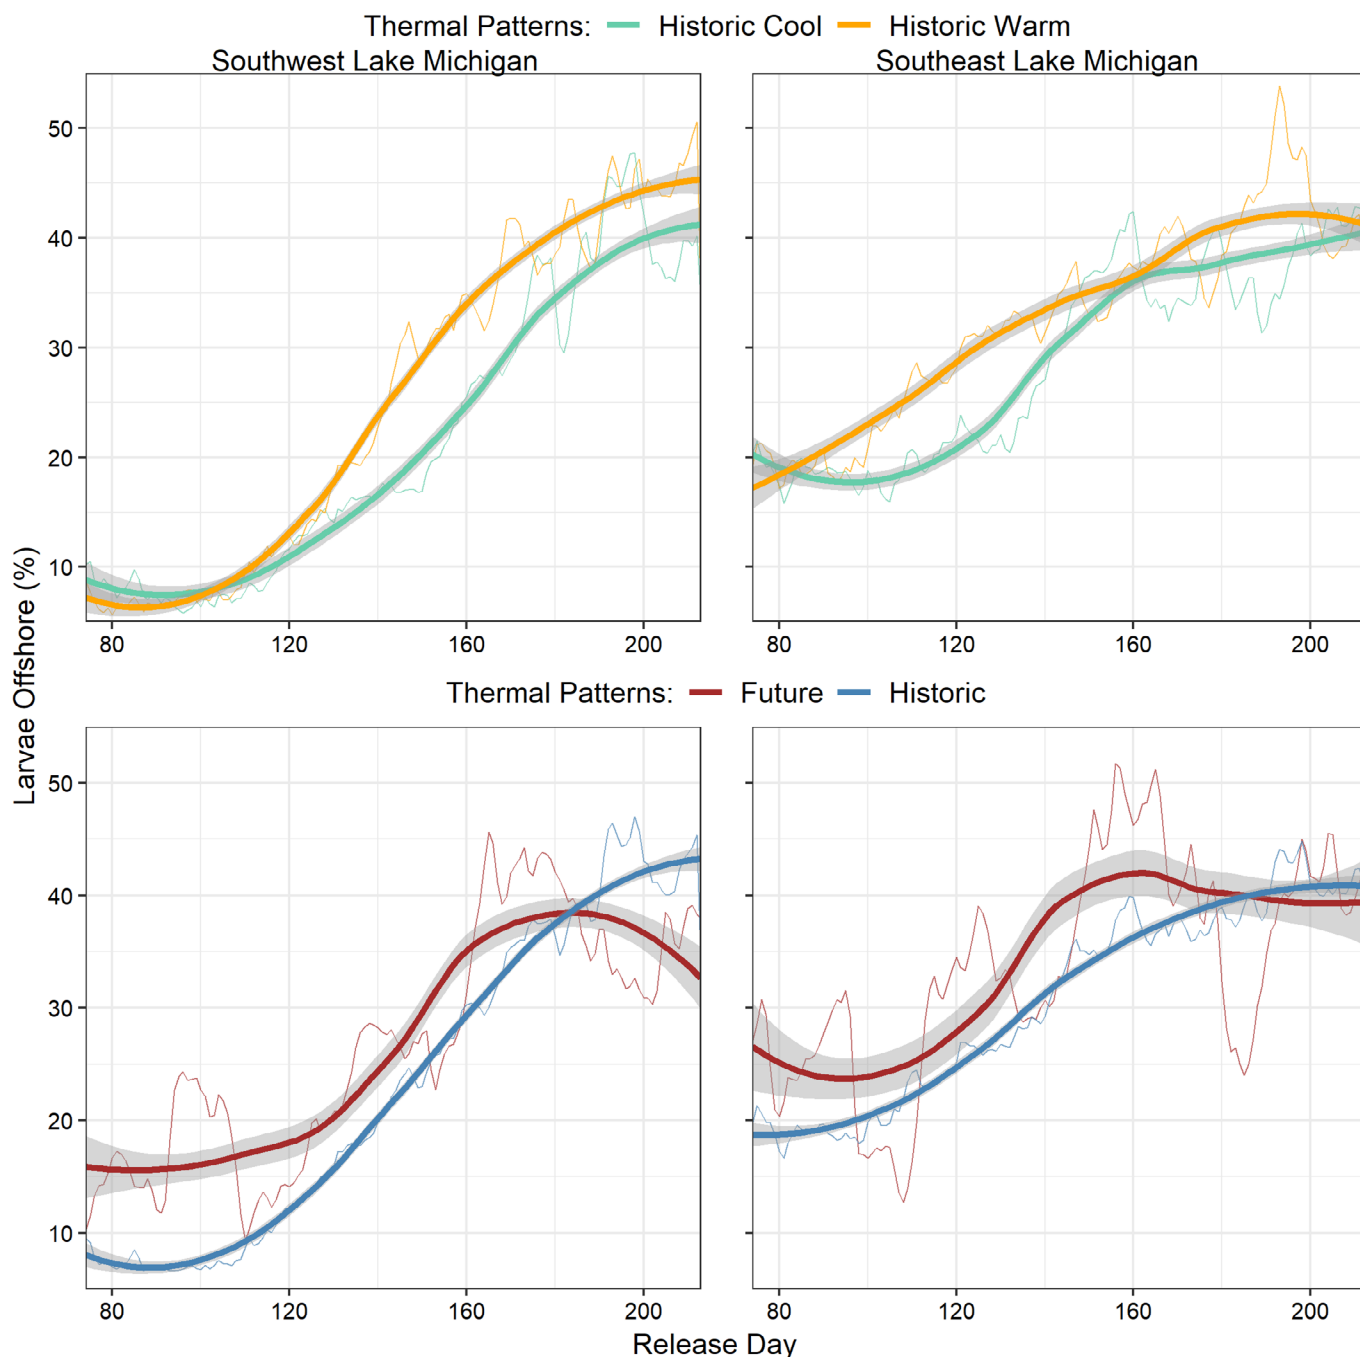 Thermal Patterns: Historic Cool Historic Warm
Southwest Lake Michigan Southeast Lake Michigan
50
40
30
20
10
80 120 160 200 80 120 160 200
Larvae Offshore (%)
Thermal Patterns: Future Historic
50
40
30
20
10
80 120 160 200 80 120 160 200
Release Day